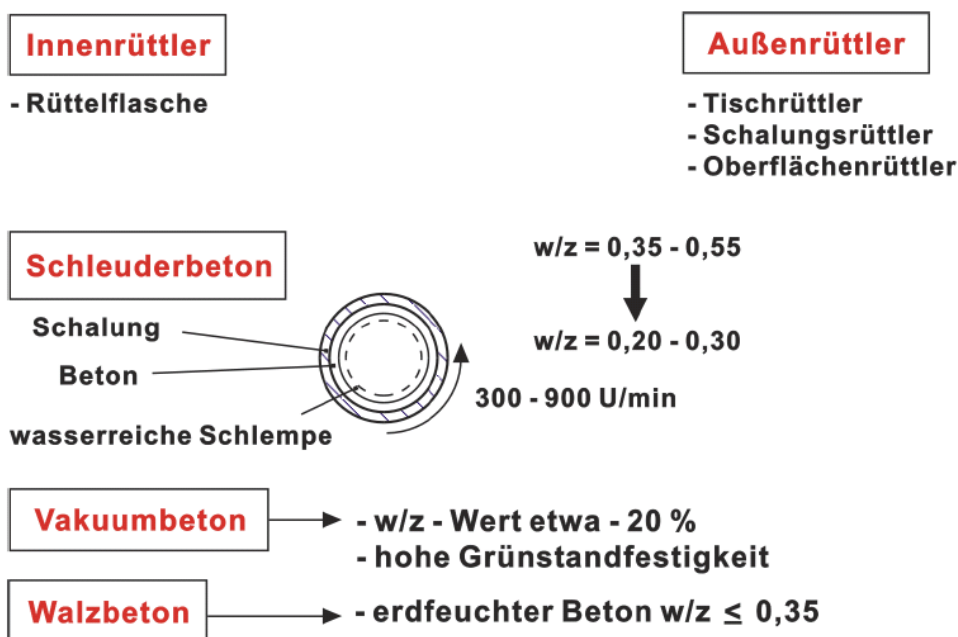 Innenrüttler
- Rüttelflasche
Außenrüttler
- Tischrüttler
- Schalungsrüttler
- Oberflächenrüttler
Schleuderbeton
Schalung
Beton
wasserreiche Schlempe
w/z = 0,35 - 0,55
w/z = 0,20 - 0,30
300 - 900 U/min
Vakuumbeton
- w/z - Wert etwa - 20 %
- hohe Grünstandfestigkeit
Walzbeton
- erdfeuchter Beton w/z ≤ 0,35